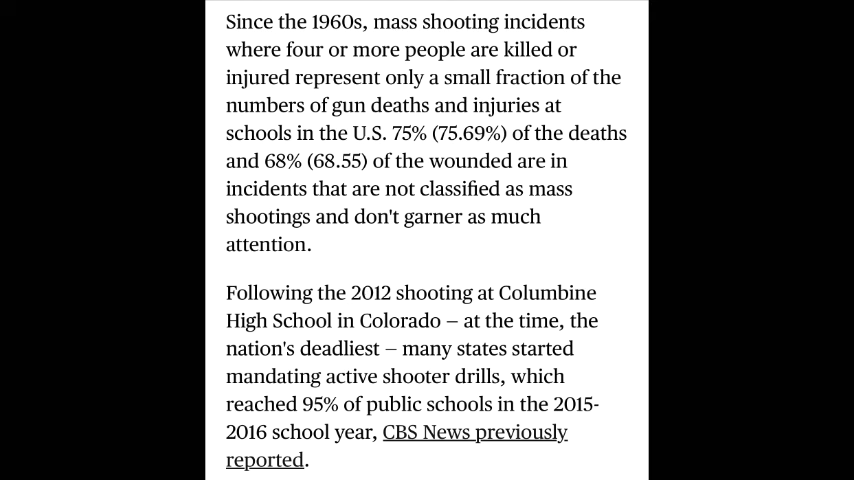 Since the 1960s, mass shooting incidents
where four or more people are killed or
injured represent only a small fraction of the
numbers of gun deaths and injuries at
schools in the U.S. 75% (75.69%) of the deaths
and 68% (68.55) of the wounded are in
incidents that are not classified as mass
shootings and don't garner as much
attention.
Following the 2012 shooting at Columbine
High School in Colorado — at the time, the
nation's deadliest — many states started
mandating active shooter drills, which
reached 95% of public schools in the 2015-
2016 school year, CBS News previously
reported.